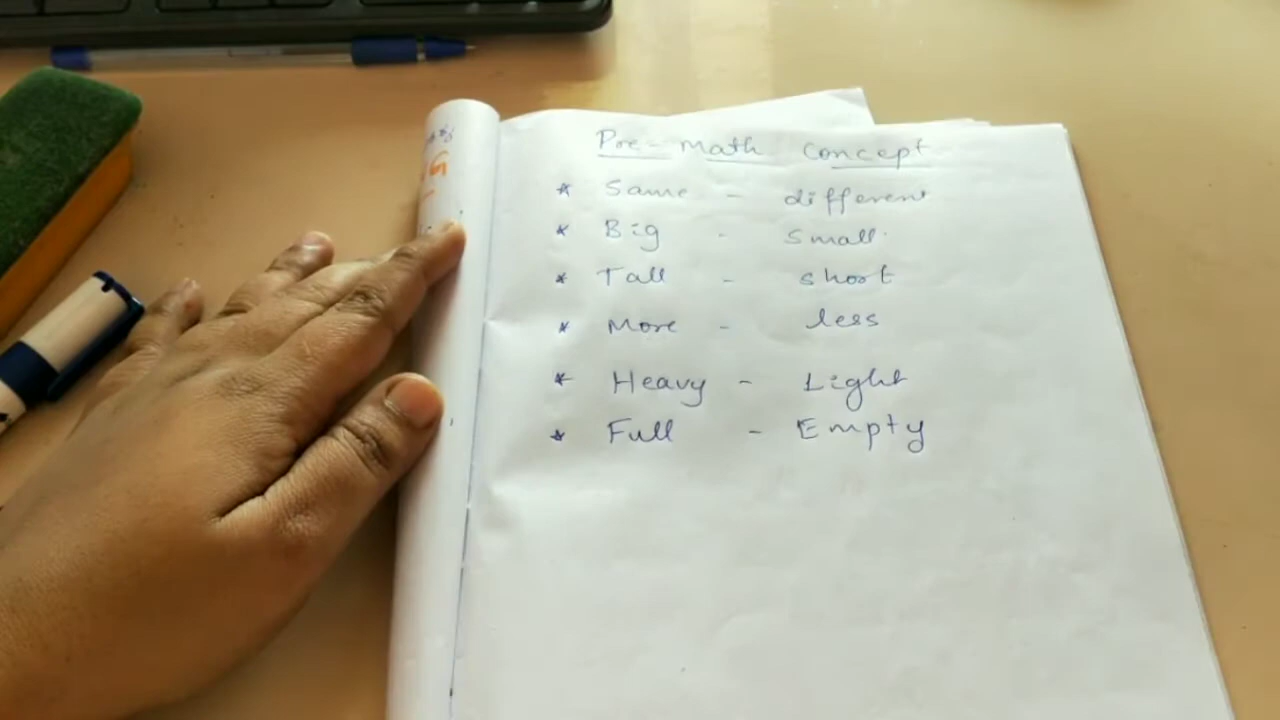 Pre - Math Concept
* Same - different
* Big - Small
* Tall - short
* More - less
* Heavy - Light
* Full - Empty